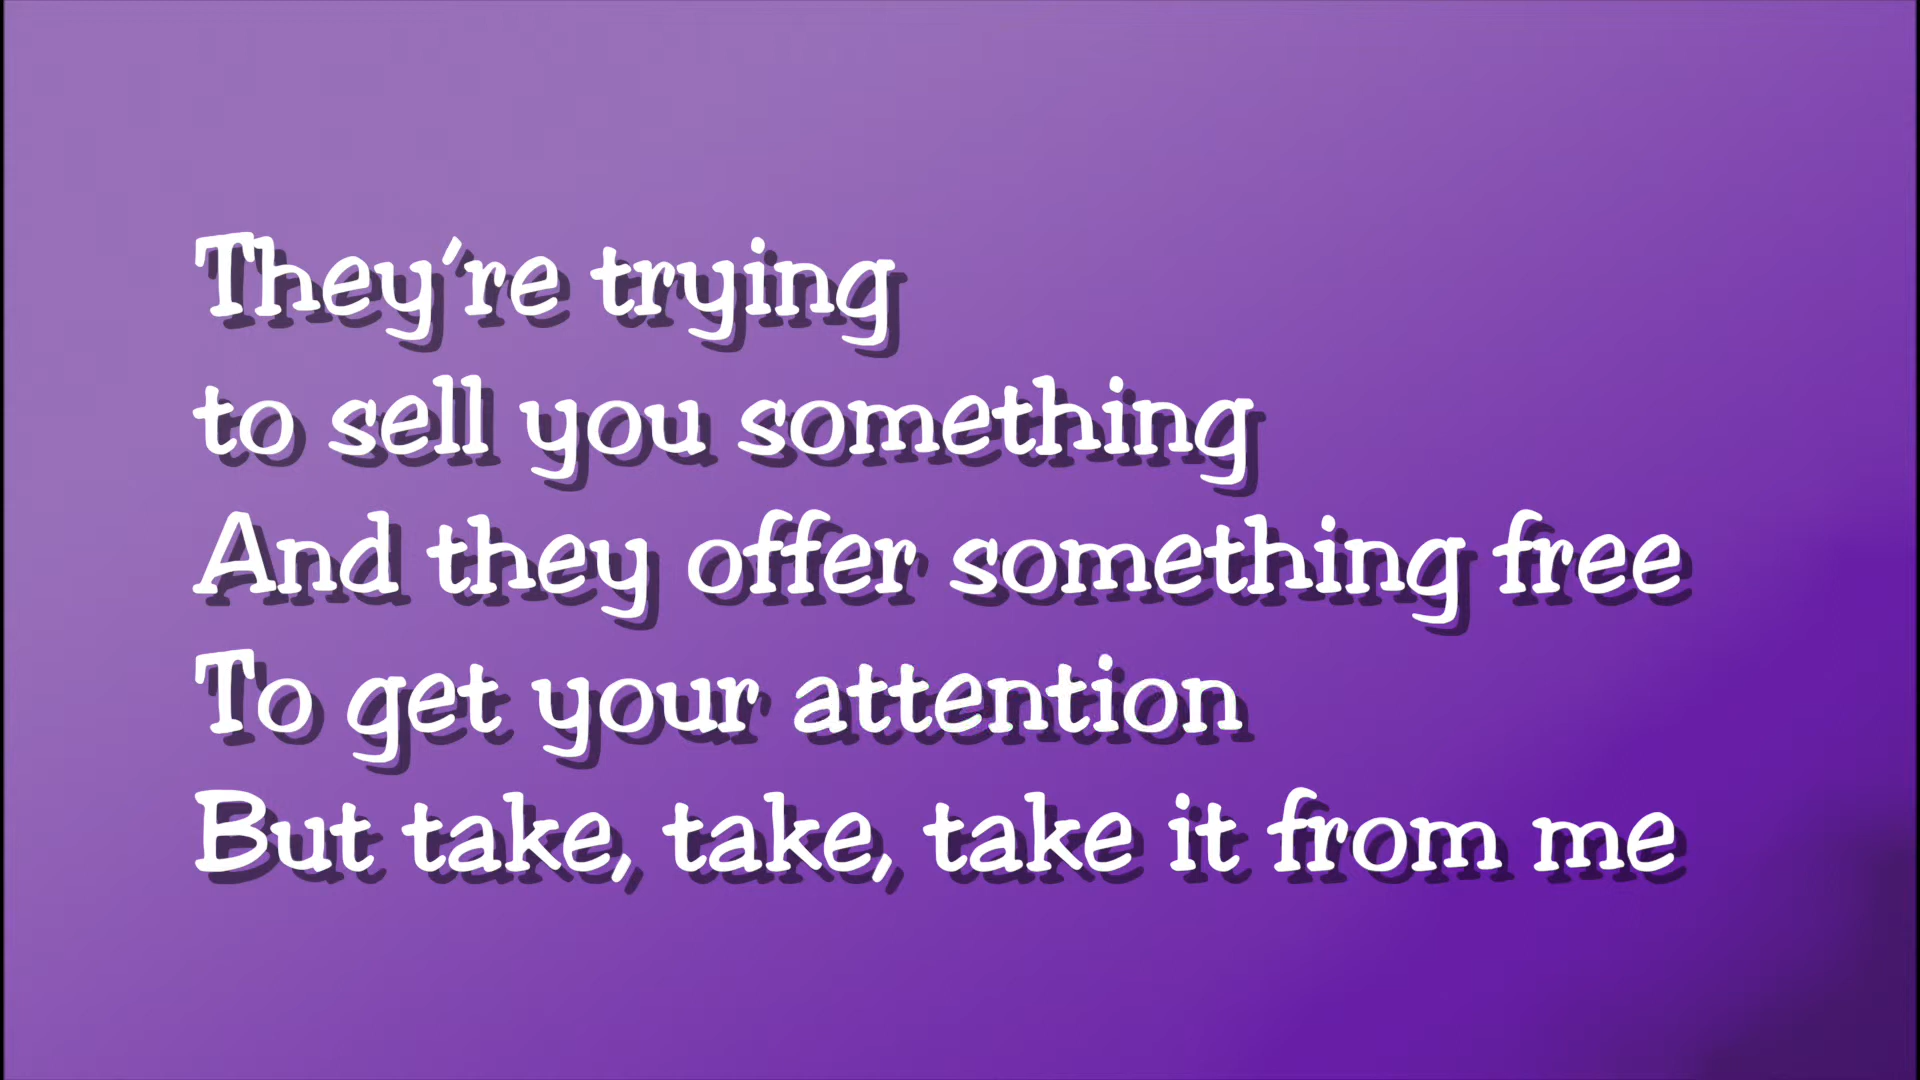 They're trying
to sell you something
And they offer something free
To get your attention
But take, take, take it from me